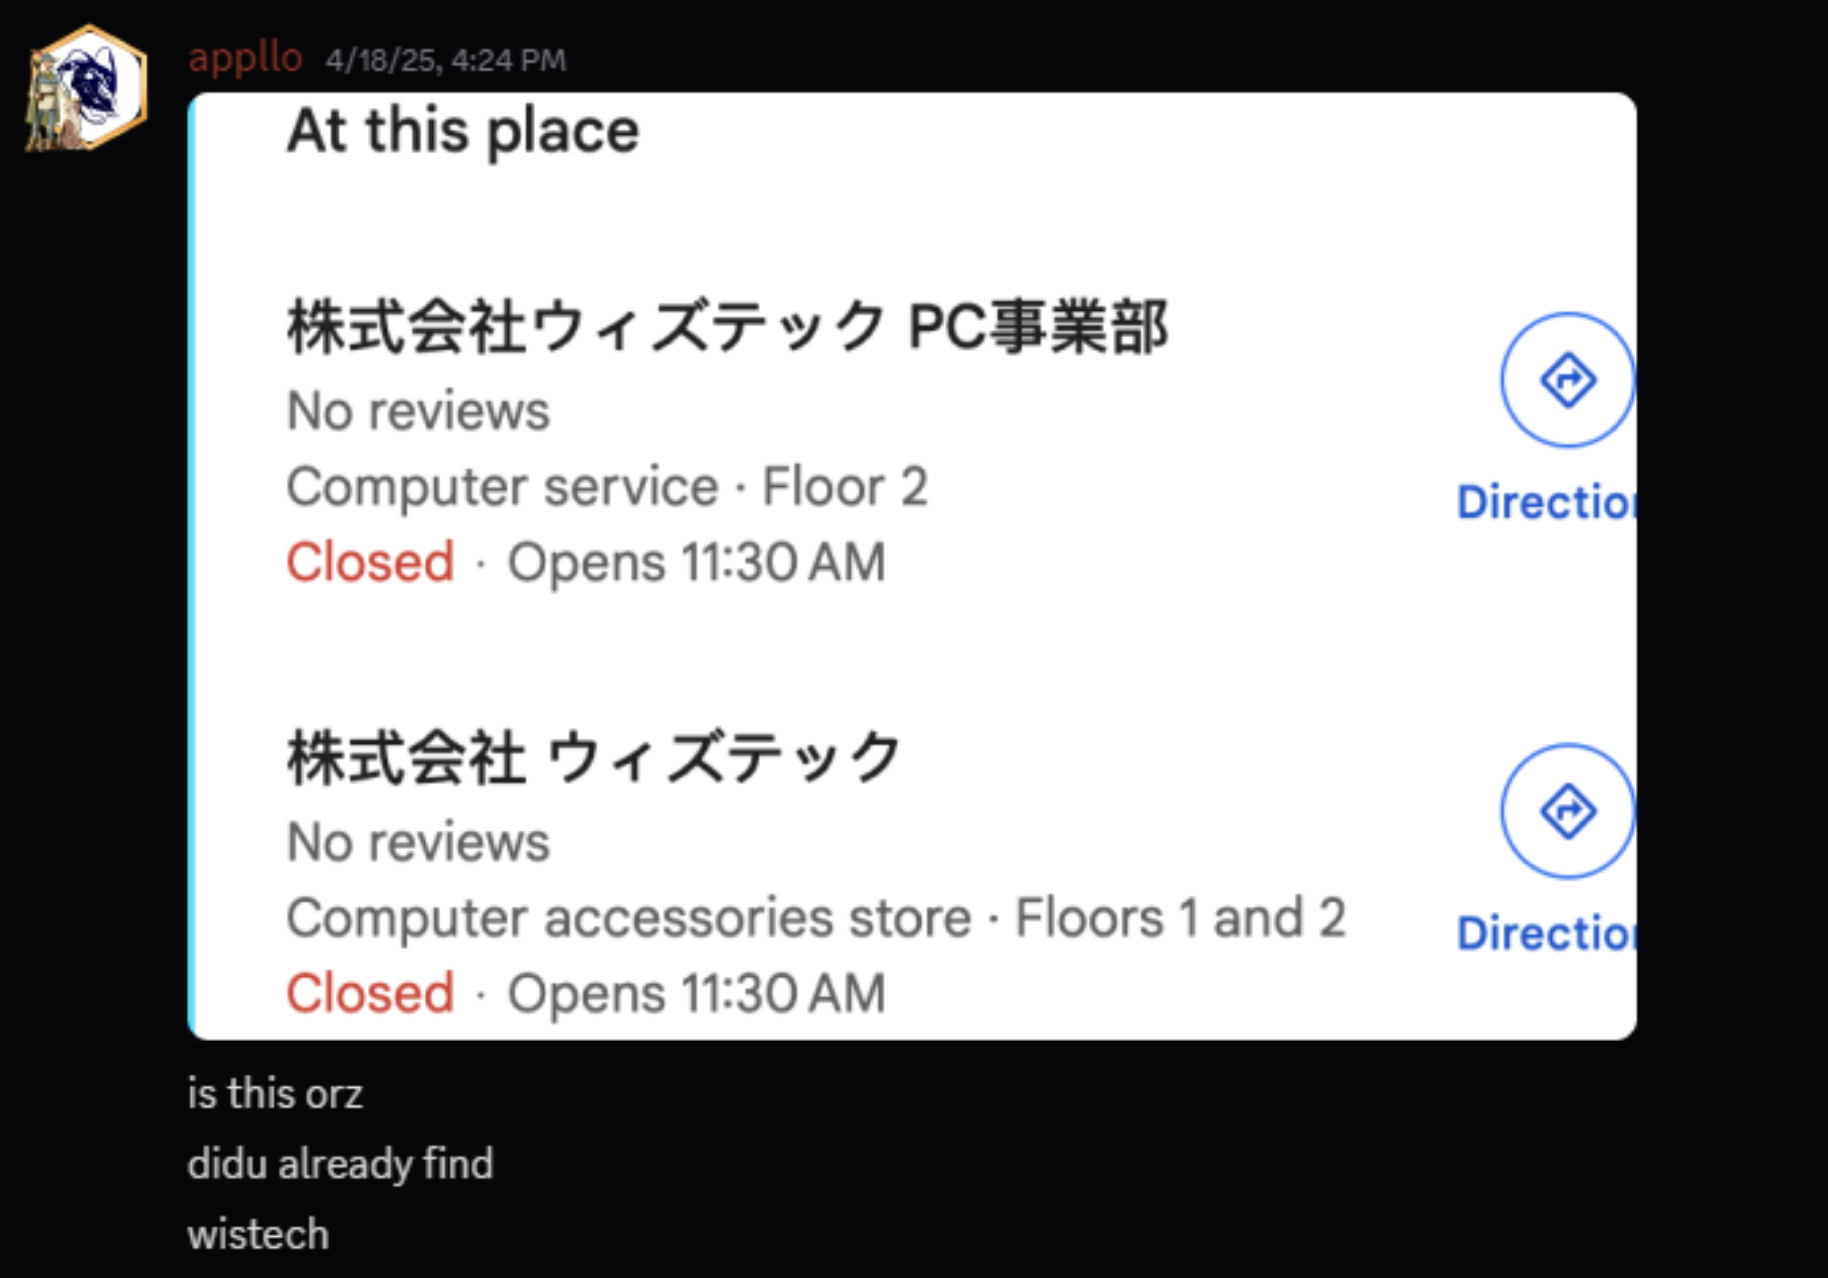 appllo 4/18/25, 4:24 PM
At this place
株式会社ウィズテック PC事業部
No reviews
Computer service · Floor 2
Closed · Opens 11:30 AM
Direction
株式会社 ウィズテック
No reviews
Computer accessories store · Floors 1 and 2
Closed · Opens 11:30 AM
Direction
is this orz
didu already find
wistech